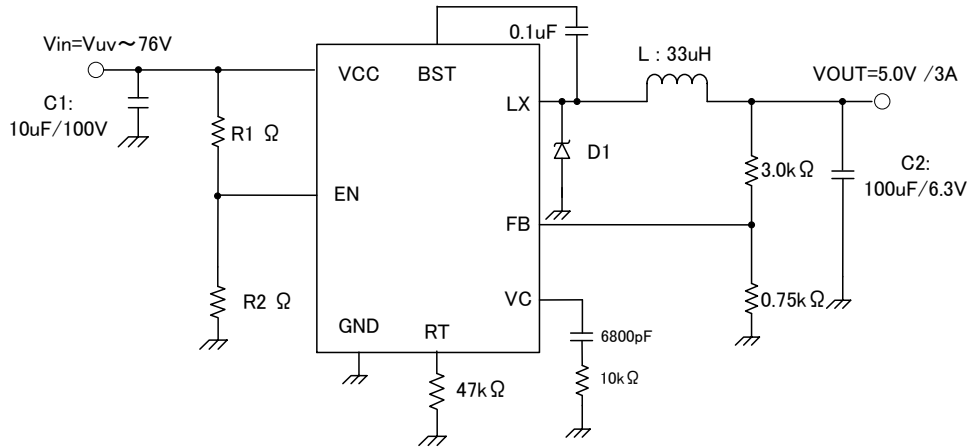 Vin=Vuv～76V
C1:
10uF/100V
R1 Ω
R2 Ω
VCC
BST
LX
EN
FB
VC
GND
RT
0.1uF
L : 33uH
VOUT=5.0V /3A
D1
3.0kΩ
C2:
100uF/6.3V
0.75kΩ
6800pF
10kΩ
47kΩ